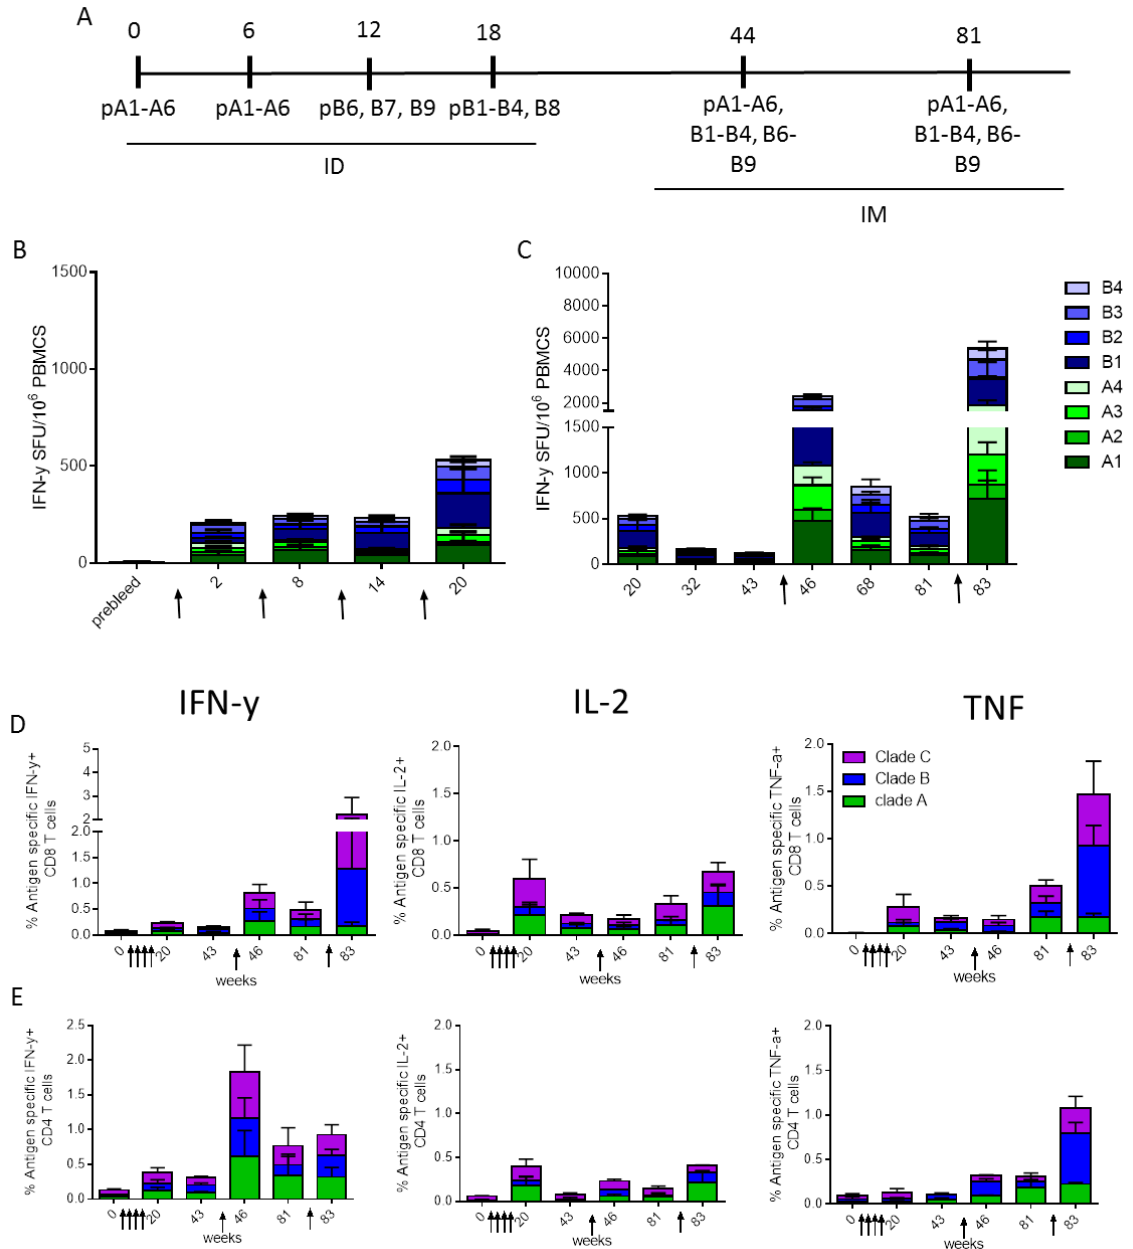 A
0 6 12 18 44 81
pA1-A6 pA1-A6 pB6, B7, B9 pB1-B4, B8 pA1-A6, pA1-A6,
B1-B4, B6- B1-B4, B6-
B9 B9
ID
IM
B
IFN-y SFU/10⁶ PBMCS
1500
1000
500
0
prebleed 2 8 14 20
C
IFN-y SFU/10⁶ PBMCS
10000
8000
6000
4000
2000
1500
1000
500
0
20 32 43 46 68 81 83
B4
B3
B2
B1
A4
A3
A2
A1
IFN-y IL-2 TNF
D
% Antigen specific IFN-y+
CD8 T cells
5
4
3
2
2.0
1.5
1.0
0.5
0.0
0 20 43 46 81 83
weeks
% Antigen specific IL-2+
CD8 T cells
2.0
1.5
1.0
0.5
0.0
0 20 43 46 81 83
weeks
% Antigen specific TNF-a+
CD8 T cells
2.0
1.5
1.0
0.5
0.0
Clade C
Clade B
clade A
0 20 43 46 81 83
weeks
E
% Antigen specific IFN-y+
CD4 T cells
2.5
2.0
1.5
1.0
0.5
0.0
0 20 43 46 81 83
weeks
% Antigen specific IL-2+
CD4 T cells
2.0
1.5
1.0
0.5
0.0
0 20 43 46 81 83
weeks
% Antigen specific TNF-a+
CD4 T cells
2.0
1.5
1.0
0.5
0.0
0 20 43 46 81 83
weeks